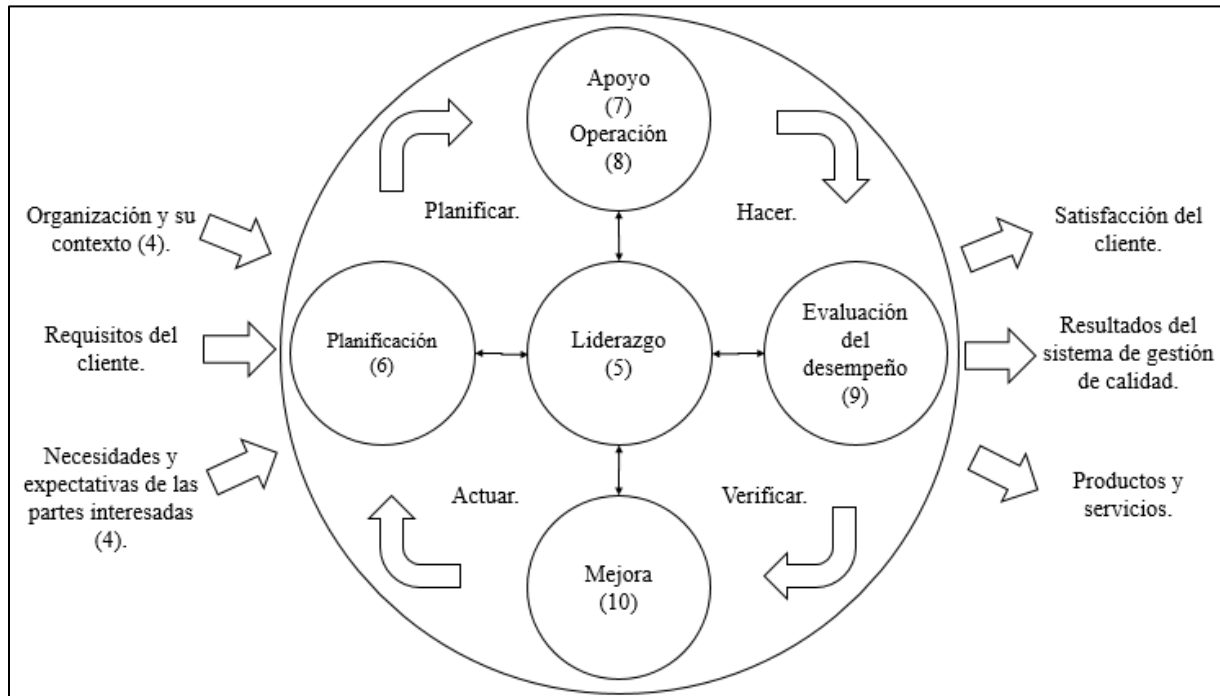 Apoyo
(7)
Operación
(8)
Planificar.
Hacer.
Organización y su
contexto (4).
Satisfacción del
cliente.
Requisitos del
cliente.
Planificación
(6)
Liderazgo
(5)
Evaluación
del
desempeño
(9)
Resultados del
sistema de gestión
de calidad.
Necesidades y
expectativas de las
partes interesadas
(4).
Actuar.
Verificar.
Productos y
servicios.
Mejora
(10)